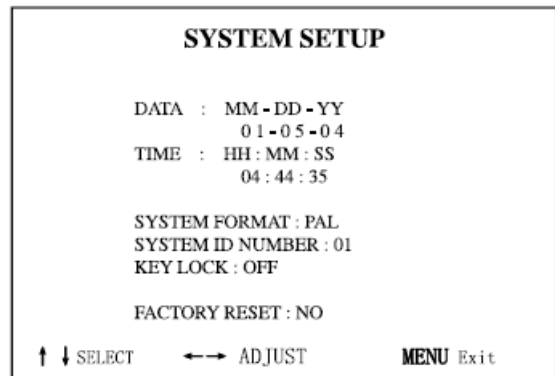 SYSTEM SETUP
DATA : MM-DD-YY
01-05-04
TIME : HH : MM : SS
04 : 44 : 35
SYSTEM FORMAT : PAL
SYSTEM ID NUMBER : 01
KEY LOCK : OFF
FACTORY RESET : NO
↑ ↓ SELECT ←→ ADJUST MENU Exit